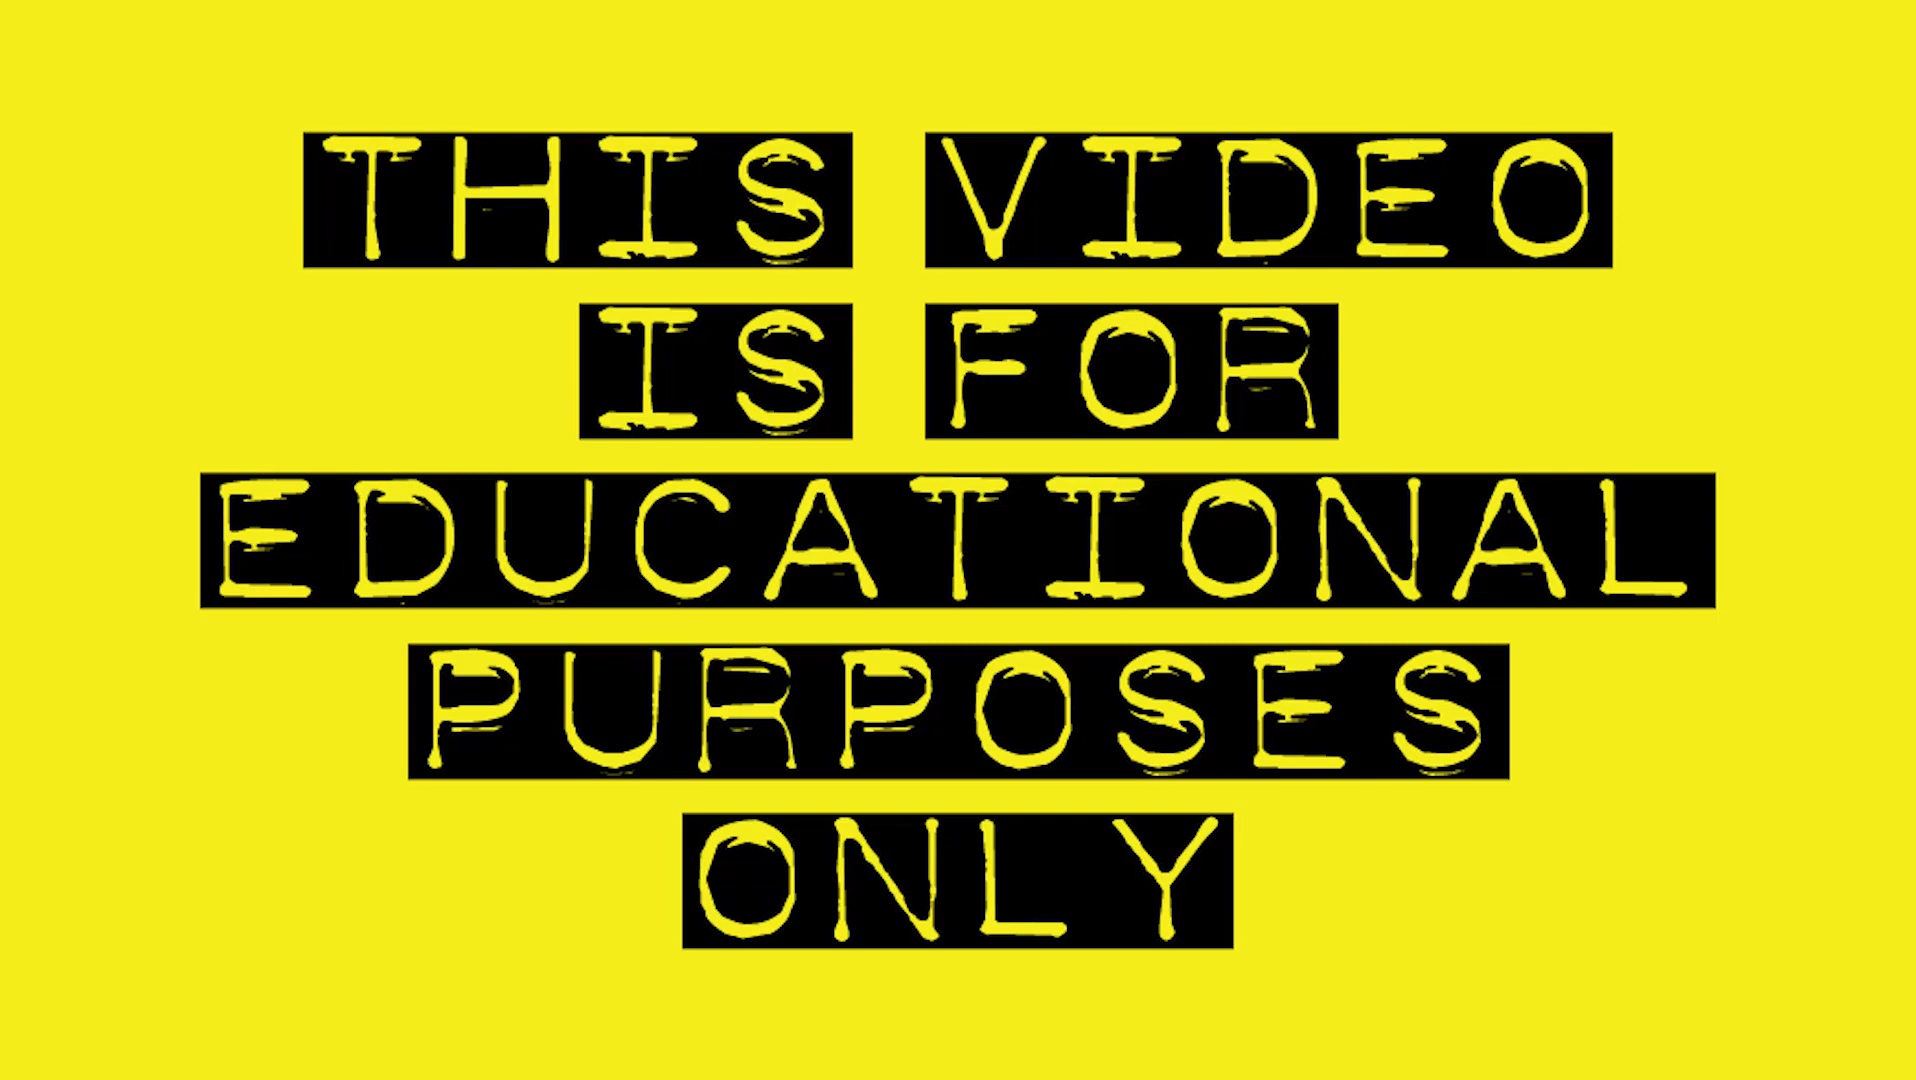 THIS VIDEO
IS FOR
EDUCATIONAL
PURPOSES
ONLY